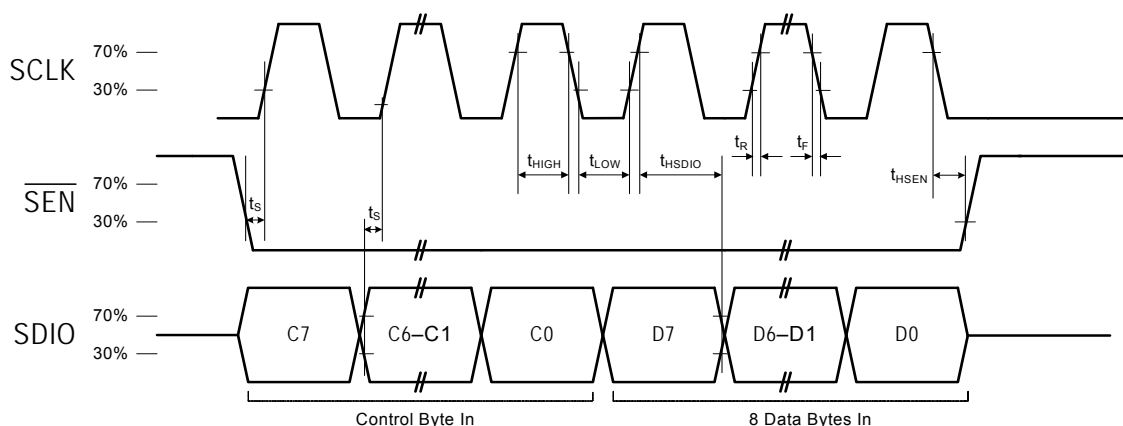 70%
SCLK
30%
tR
tF
tHIGH
tLOW
tHSDIO
tHSEN
70%
SEN
30%
tS
tS
70%
SDIO
30%
C7
C6–C1
C0
D7
D6–D1
D0
Control Byte In
8 Data Bytes In